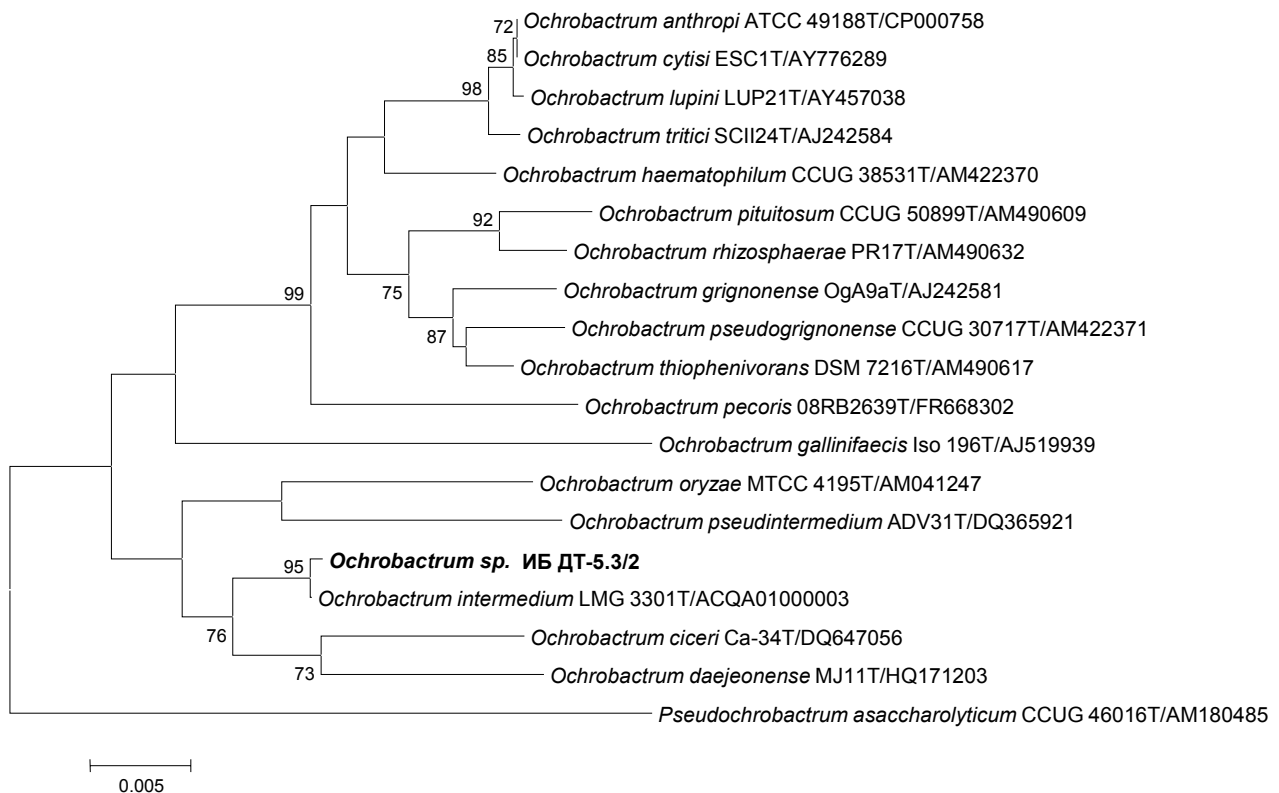 72
Ochrobactrum anthropi ATCC 49188T/CP000758
85
Ochrobactrum cytisi ESC1T/AY776289
98
Ochrobactrum lupini LUP21T/AY457038
Ochrobactrum tritici SCII24T/AJ242584
Ochrobactrum haematophilum CCUG 38531T/AM422370
92
Ochrobactrum pituitosum CCUG 50899T/AM490609
Ochrobactrum rhizosphaerae PR17T/AM490632
99
75
Ochrobactrum grignonense OgA9aT/AJ242581
87
Ochrobactrum pseudogrignonense CCUG 30717T/AM422371
Ochrobactrum thiophenivorans DSM 7216T/AM490617
Ochrobactrum pecoris 08RB2639T/FR668302
Ochrobactrum gallinifaecis Iso 196T/AJ519939
Ochrobactrum oryzae MTCC 4195T/AM041247
Ochrobactrum pseudintermedium ADV31T/DQ365921
95
Ochrobactrum sp. ИБ ДТ-5.3/2
Ochrobactrum intermedium LMG 3301T/ACQA01000003
76
Ochrobactrum ciceri Ca-34T/DQ647056
73
Ochrobactrum daejeonense MJ11T/HQ171203
Pseudochrobactrum asaccharolyticum CCUG 46016T/AM180485
0.005